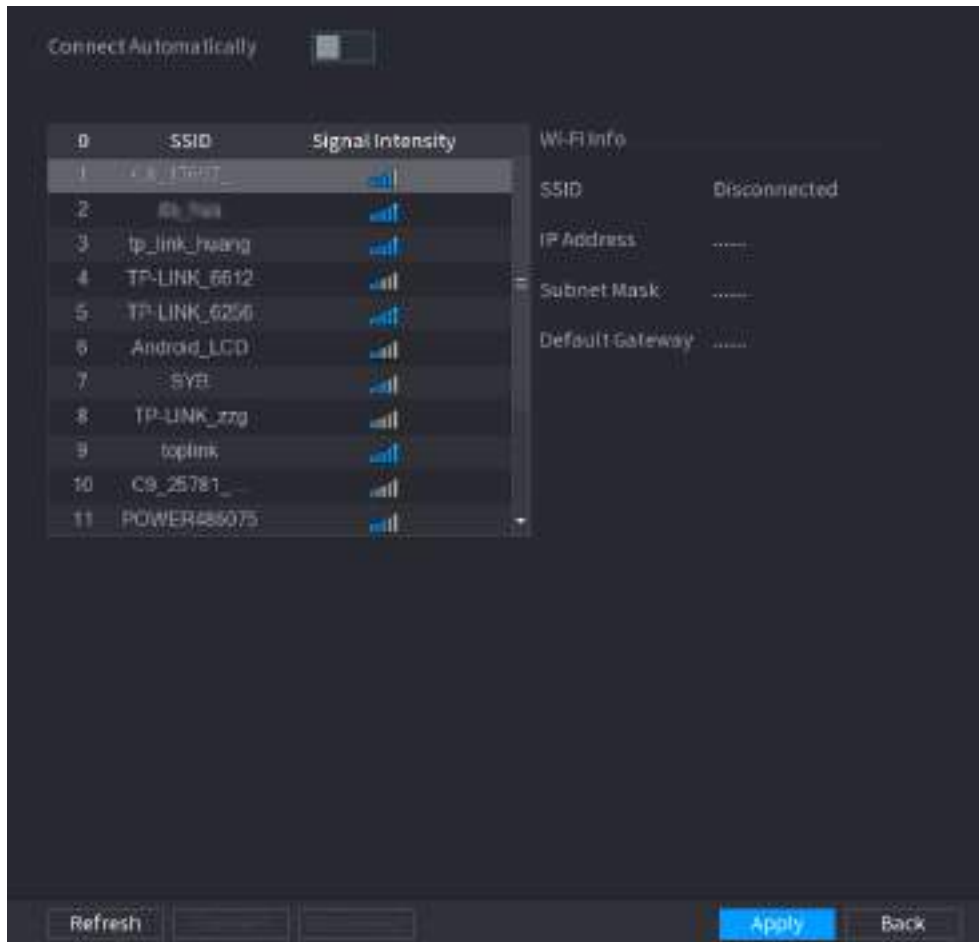 Connect Automatically
0 SSID Signal Intensity
1
2
3 tp_link_huang
4 TP-LINK_6612
5 TP-LINK_6256
6 Android_LCD
7
8 TP-LINK_zzg
9 toplink
10 C9_25781_...
11 POWER486075
Wi-Fi Info
SSID Disconnected
IP Address ......
Subnet Mask ......
Default Gateway ......
Refresh
Apply Back